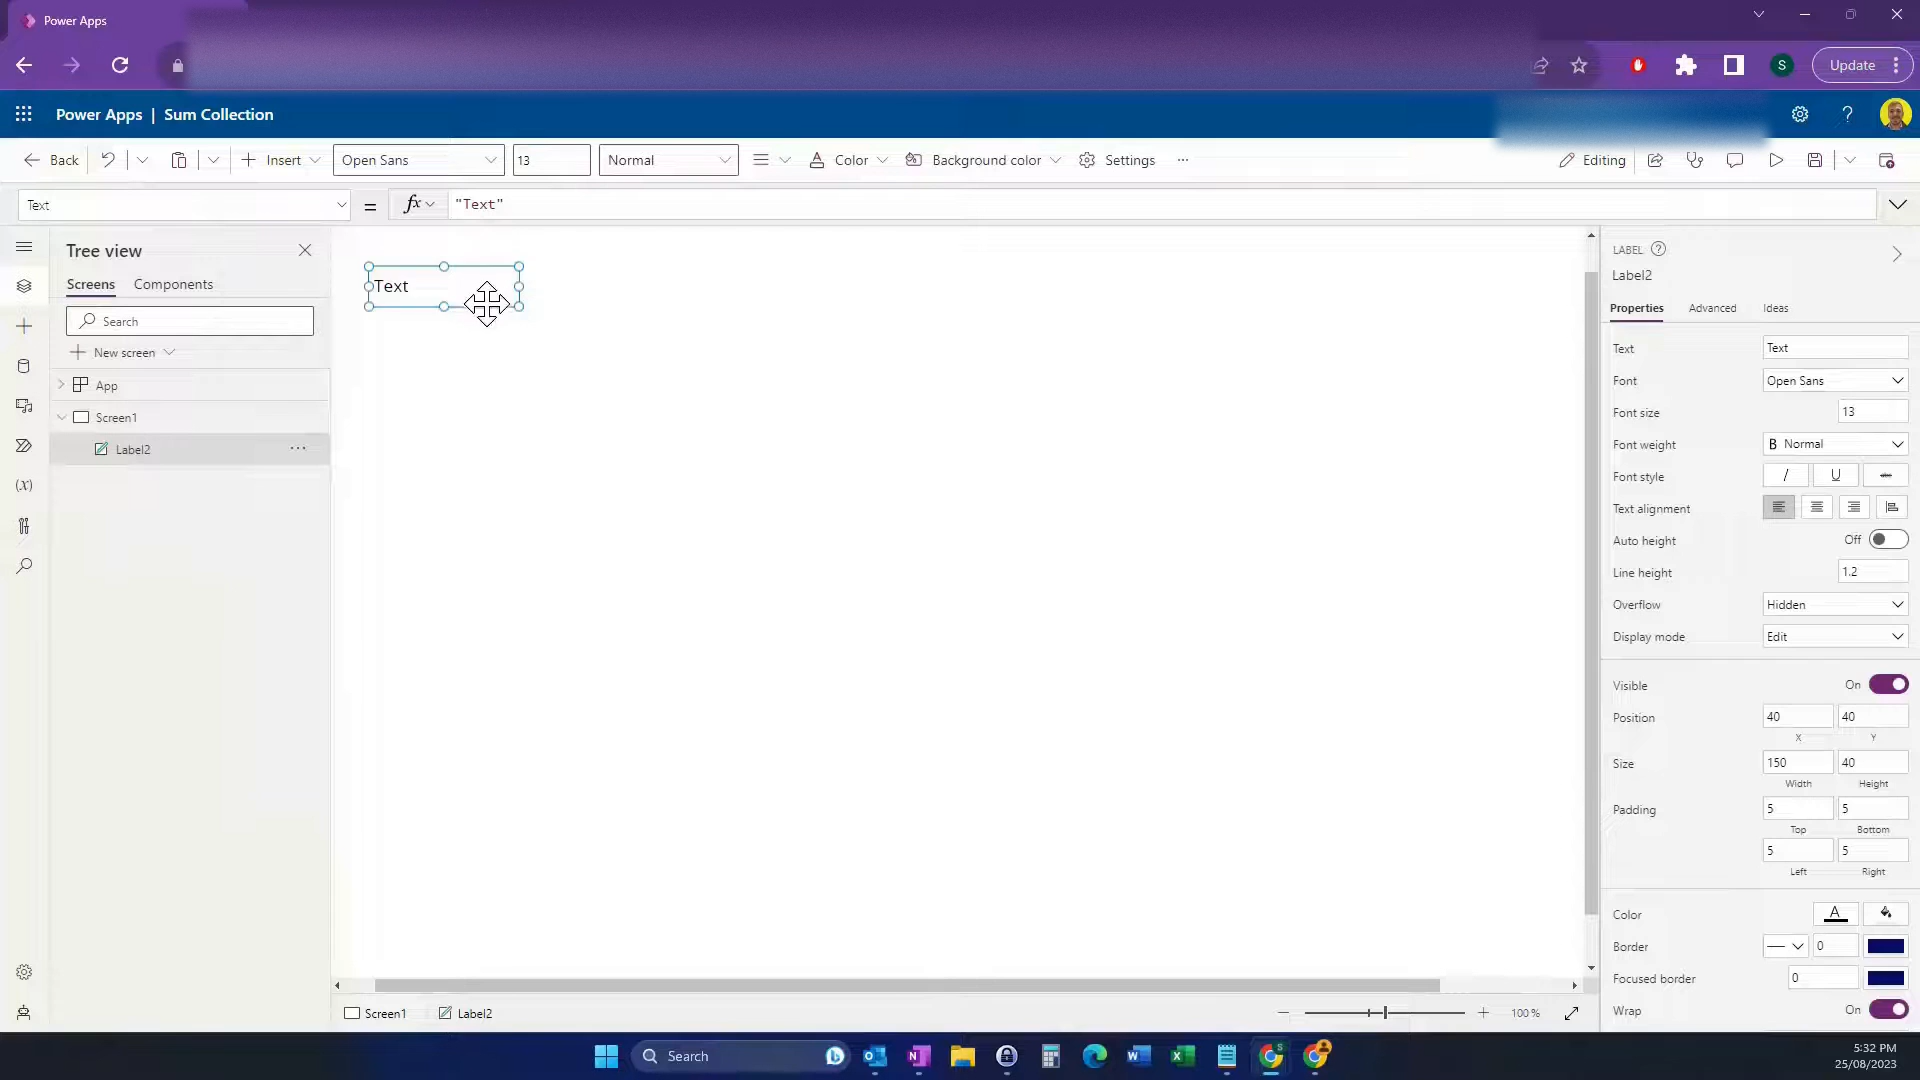 Power Apps
S
Update
Power Apps | Sum Collection
Back
Insert
Open Sans
13
Normal
Color
Background color
Settings
Editing
Text
=
fx
"Text"
Tree view
Screens
Components
Search
New screen
App
Screen1
Label2
Text
LABEL
Label2
Properties
Advanced
Ideas
Text
Text
Font
Open Sans
Font size
13
Font weight
B Normal
Font style
/ U
Text alignment
Auto height
Off
Line height
1.2
Overflow
Hidden
Display mode
Edit
Visible
On
Position
40 40
X Y
Size
150 40
Width Height
Padding
5 5
Top Bottom
5 5
Left Right
Color
A
Border
0
Focused border
0
Wrap
On
Screen1
Label2
100 %
Search
5:32 PM
25/08/2023